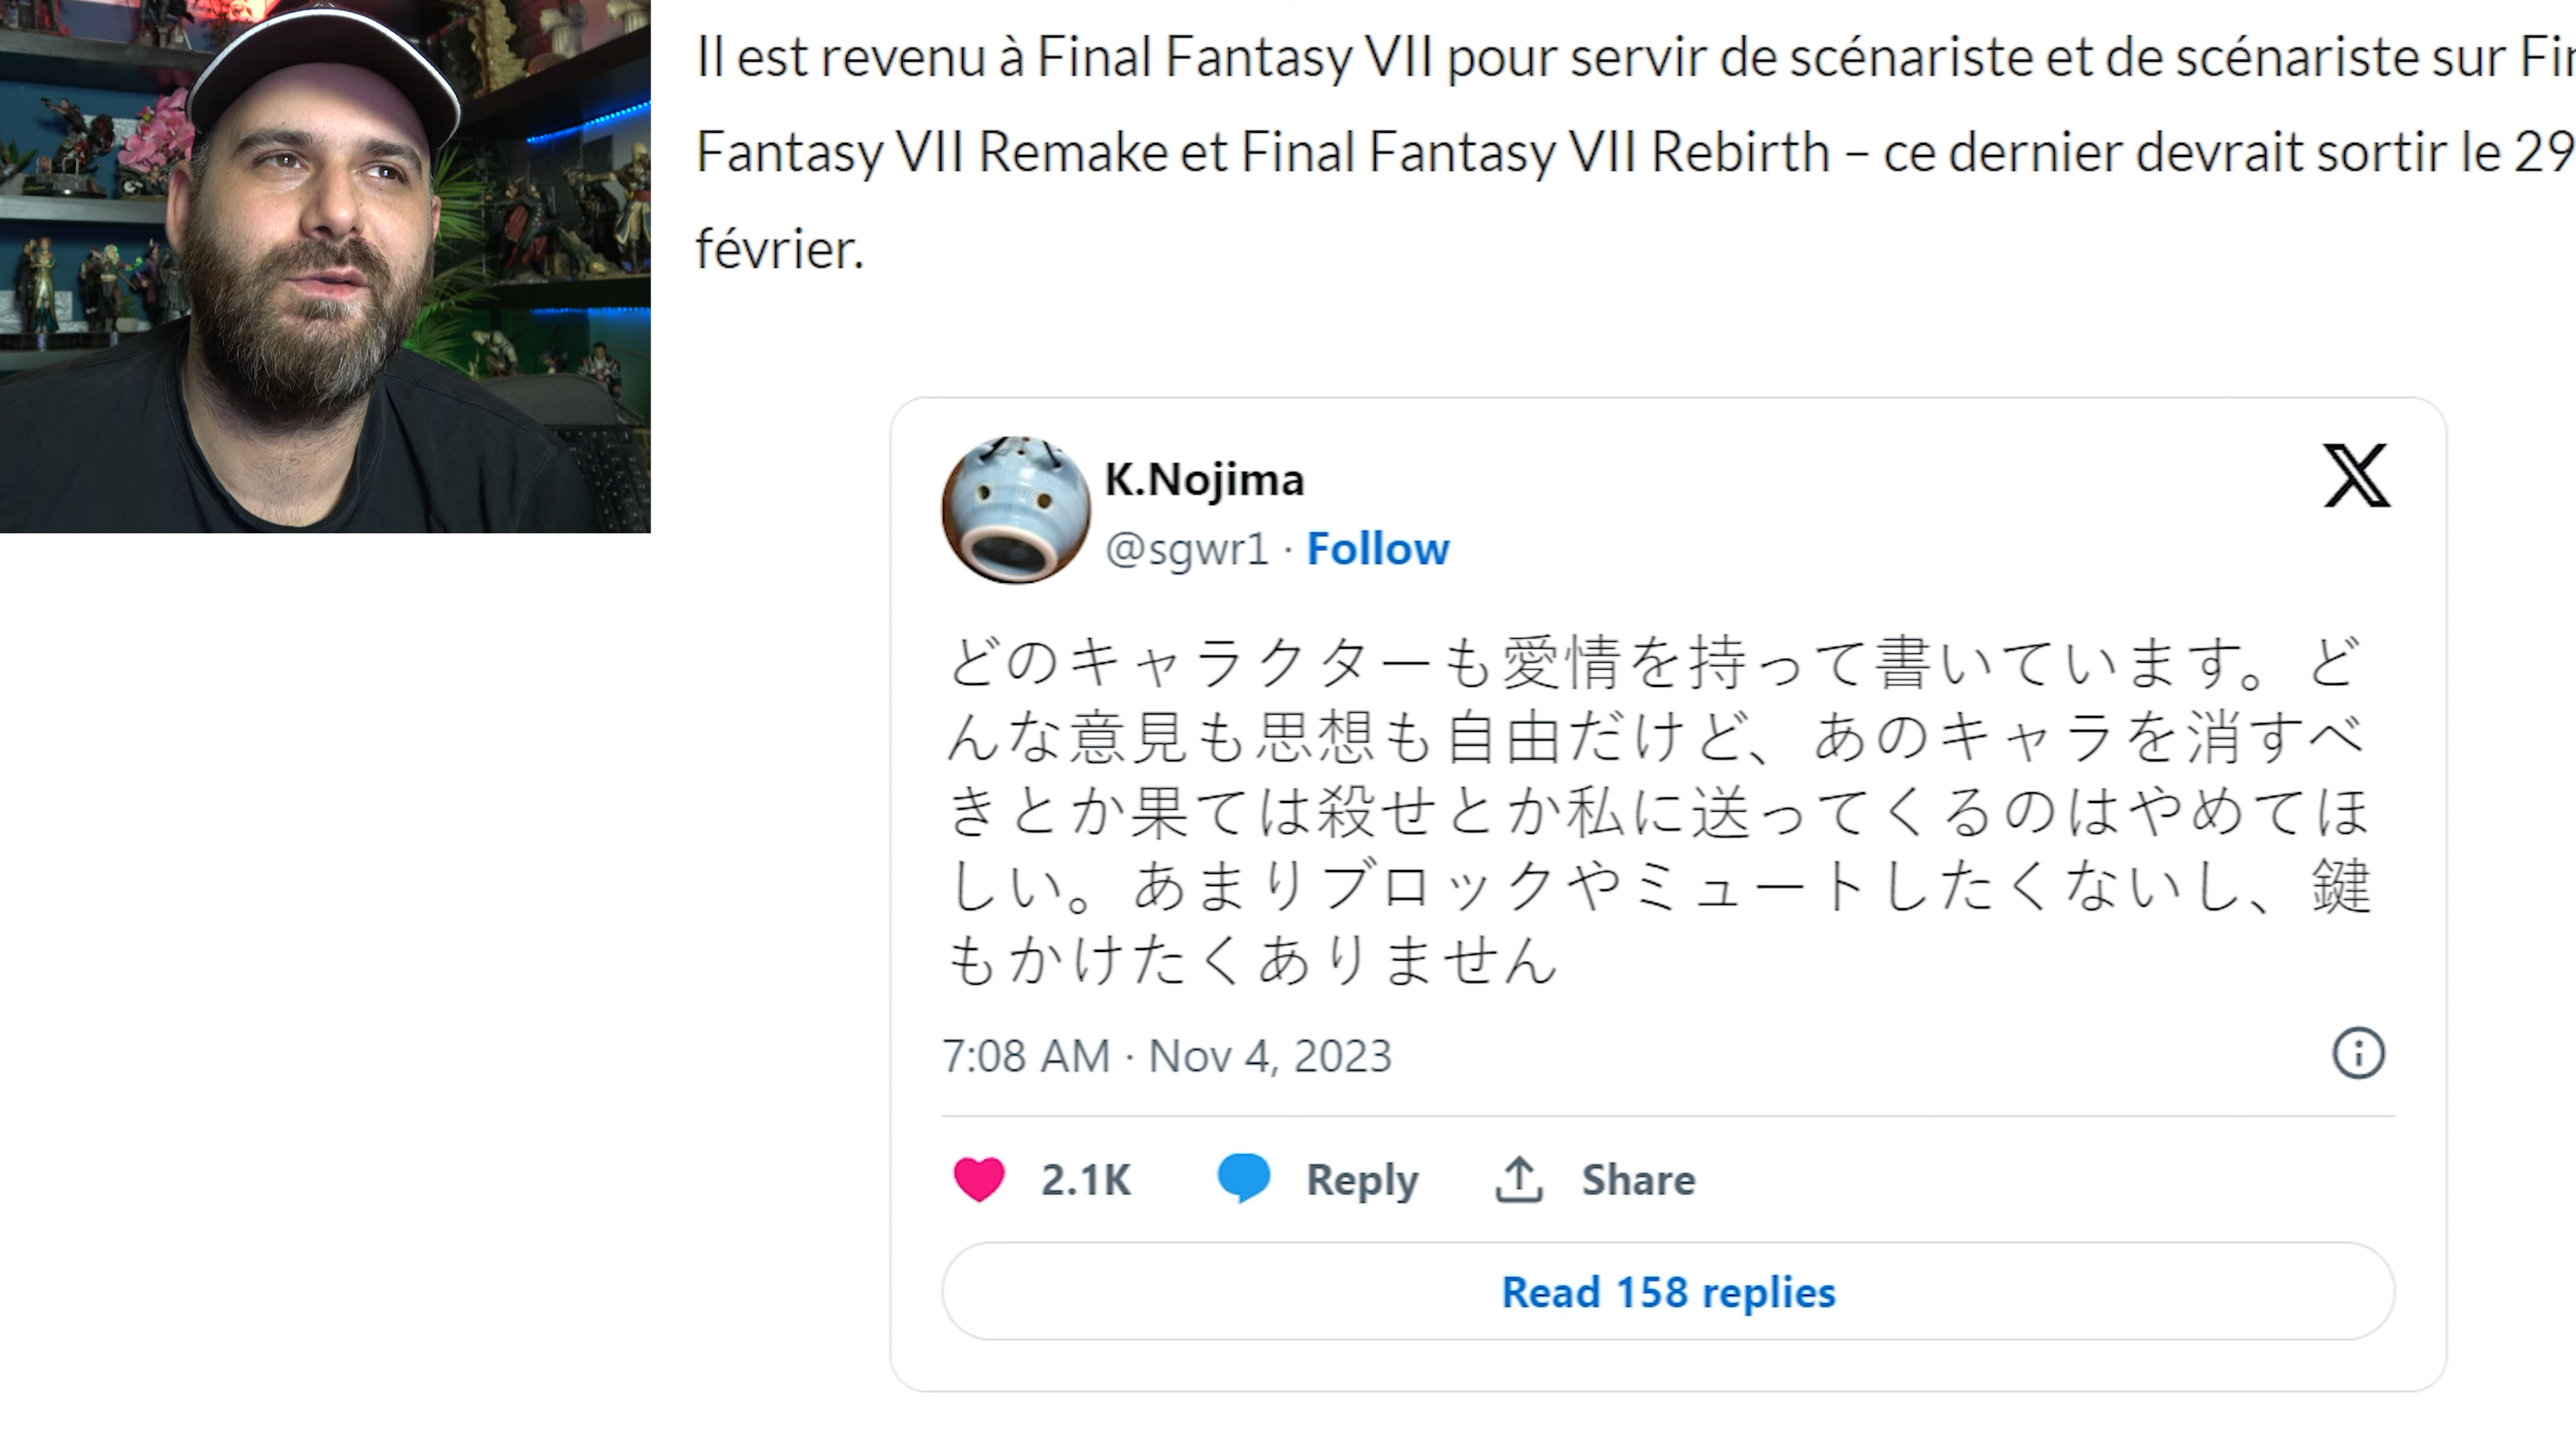 Il est revenu à Final Fantasy VII pour servir de scénariste et de scénariste sur
Fantasy VII Remake et Final Fantasy VII Rebirth – ce dernier devrait sortir le 29
février.
K.Nojima
@sgwr1 · Follow
どのキャラクターも愛情を持って書いています。ど
んな意見も思想も自由だけど、あのキャラを消すべ
きとか果ては殺せとか私に送ってくるのはやめてほ
しい。あまりブロックやミュートしたくないし、鍵
もかけたくありません
7:08 AM · Nov 4, 2023
2.1K Reply Share
Read 158 replies